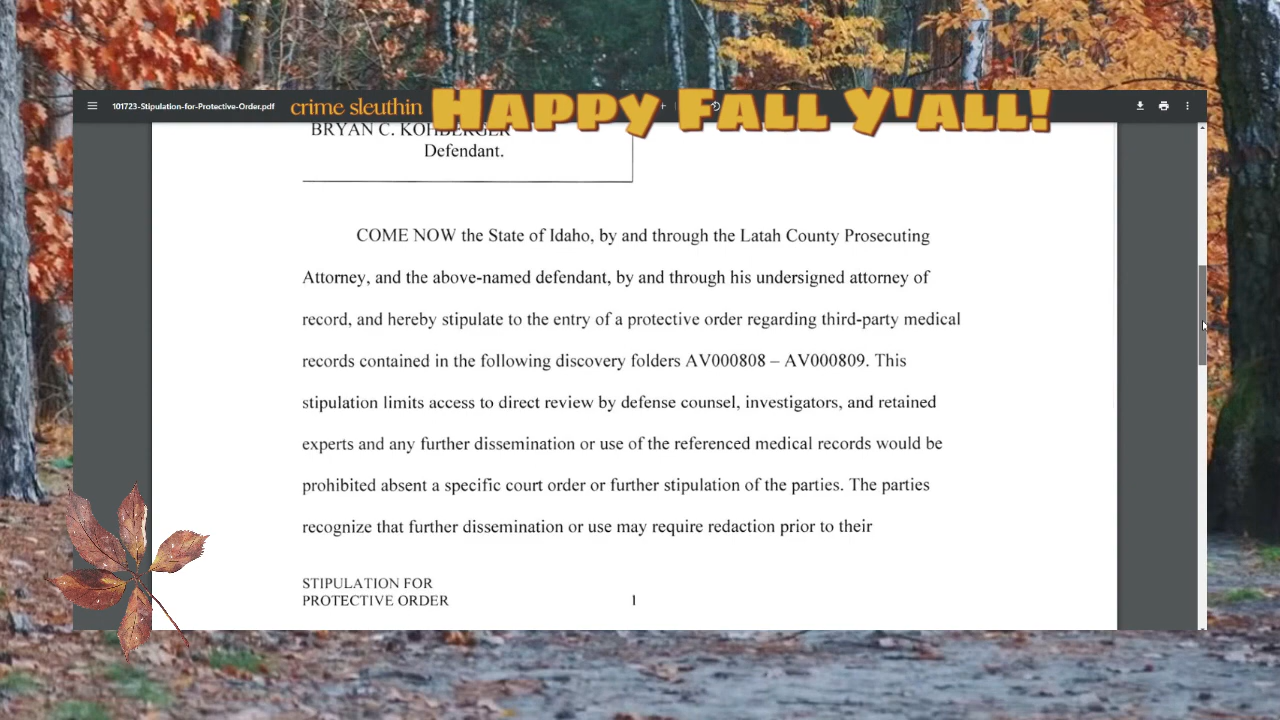 101723-Stipulation-for-Protective-Order.pdf
crime sleuthin
Happy Fall Y'all!
BRYAN C. KOHBERGER
Defendant.
COME NOW the State of Idaho, by and through the Latah County Prosecuting
Attorney, and the above-named defendant, by and through his undersigned attorney of
record, and hereby stipulate to the entry of a protective order regarding third-party medical
records contained in the following discovery folders AV000808 – AV000809. This
stipulation limits access to direct review by defense counsel, investigators, and retained
experts and any further dissemination or use of the referenced medical records would be
prohibited absent a specific court order or further stipulation of the parties. The parties
recognize that further dissemination or use may require redaction prior to their
STIPULATION FOR
PROTECTIVE ORDER 1